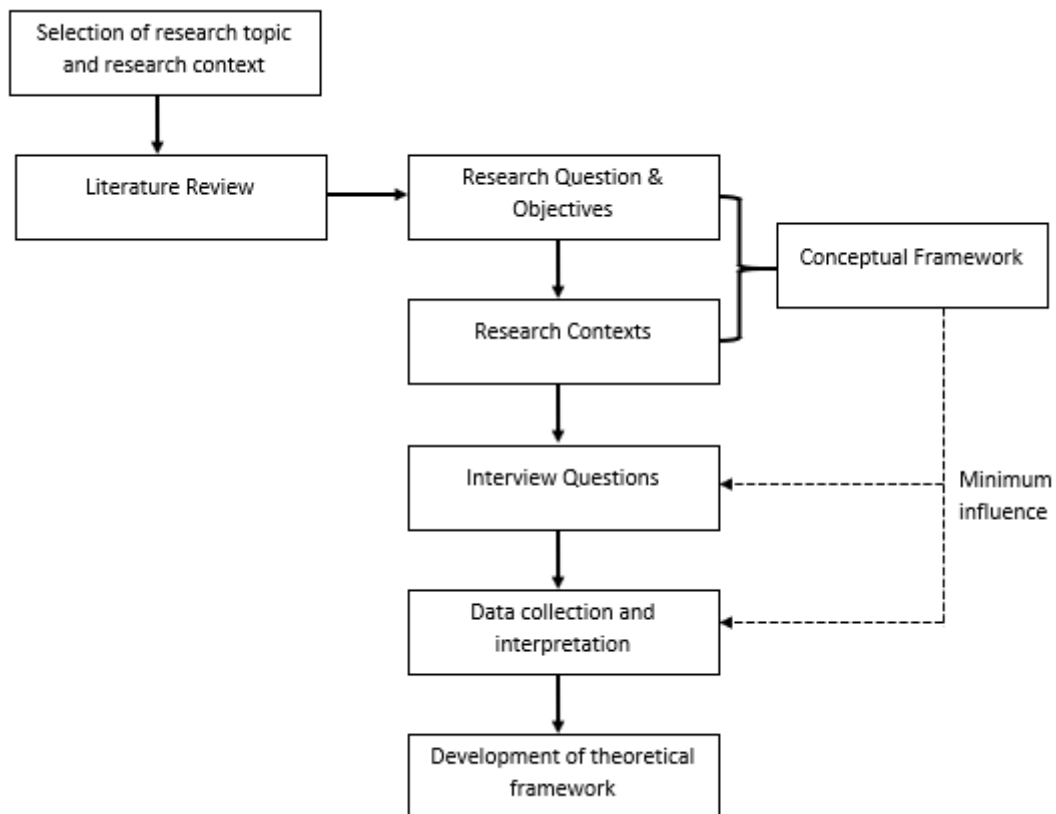 Selection of research topic
and research context
Literature Review
Research Question &
Objectives
Conceptual Framework
Research Contexts
Interview Questions
Minimum
influence
Data collection and
interpretation
Development of theoretical
framework